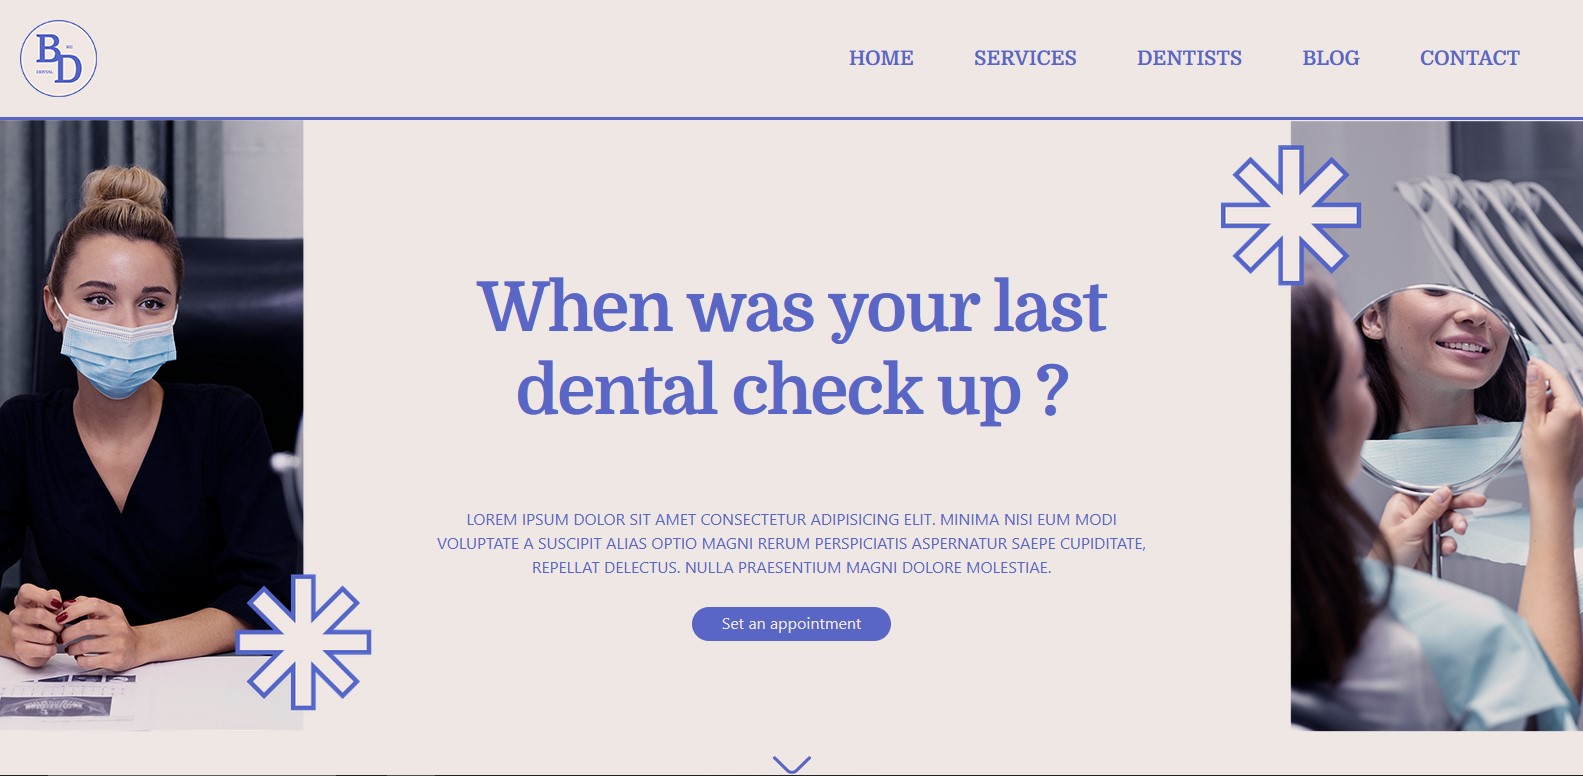 B
D
DENTAL
HOME SERVICES DENTISTS BLOG CONTACT
When was your last
dental check up ?
LOREM IPSUM DOLOR SIT AMET CONSECTETUR ADIPISICING ELIT. MINIMA NISI EUM MODI
VOLUPTATE A SUSCIPIT ALIAS OPTIO MAGNI RERUM PERSPICIATIS ASPERNATUR SAEPE CUPIDITATE,
REPELLAT DELECTUS. NULLA PRAESENTIUM MAGNI DOLORE MOLESTIAE.
Set an appointment